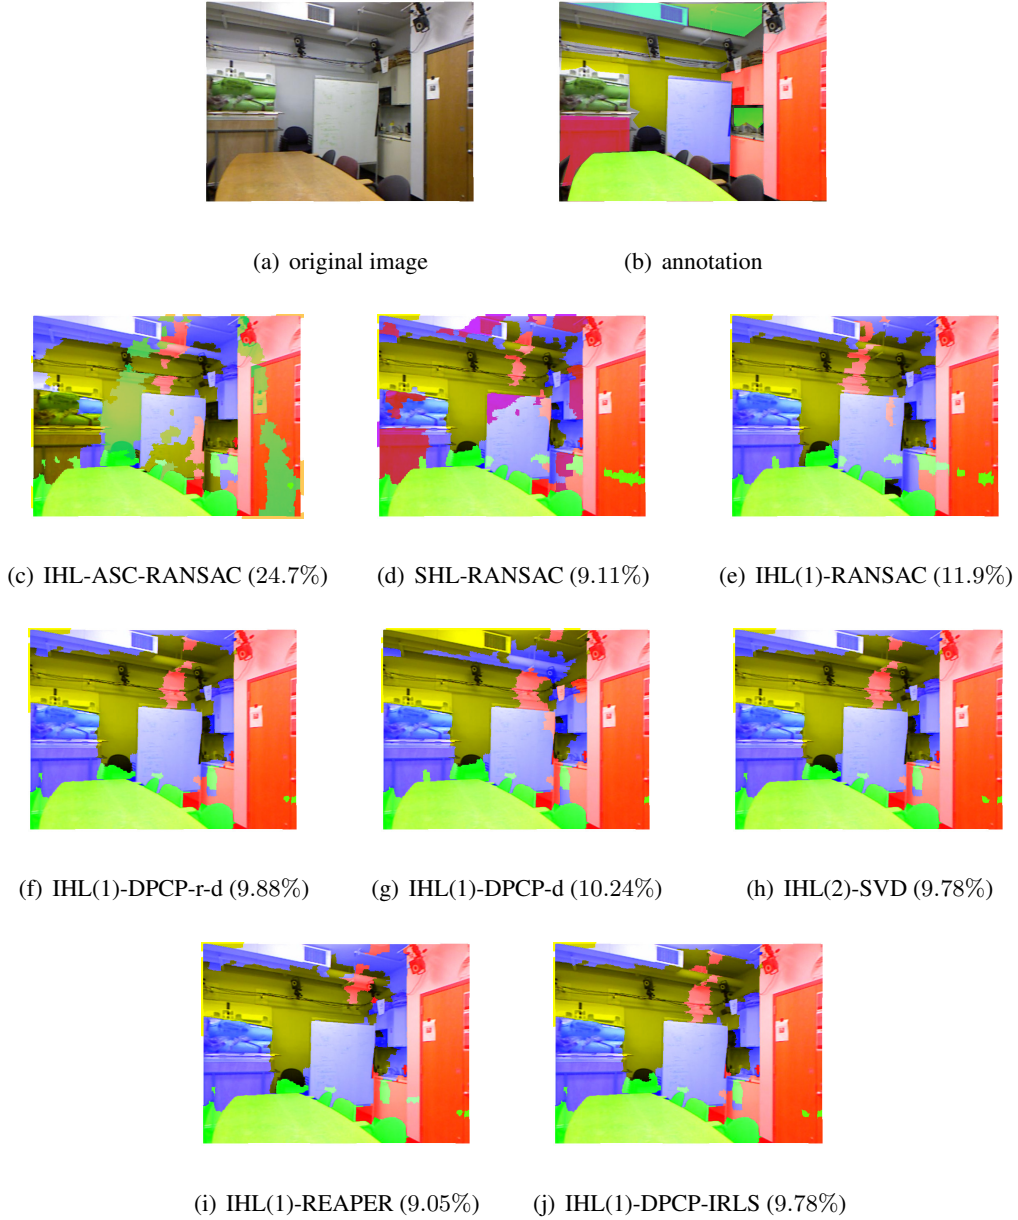 (a) original image
(b) annotation
(c) IHL-ASC-RANSAC (24.7%)
(d) SHL-RANSAC (9.11%)
(e) IHL(1)-RANSAC (11.9%)
(f) IHL(1)-DPCP-r-d (9.88%)
(g) IHL(1)-DPCP-d (10.24%)
(h) IHL(2)-SVD (9.78%)
(i) IHL(1)-REAPER (9.05%)
(j) IHL(1)-DPCP-IRLS (9.78%)